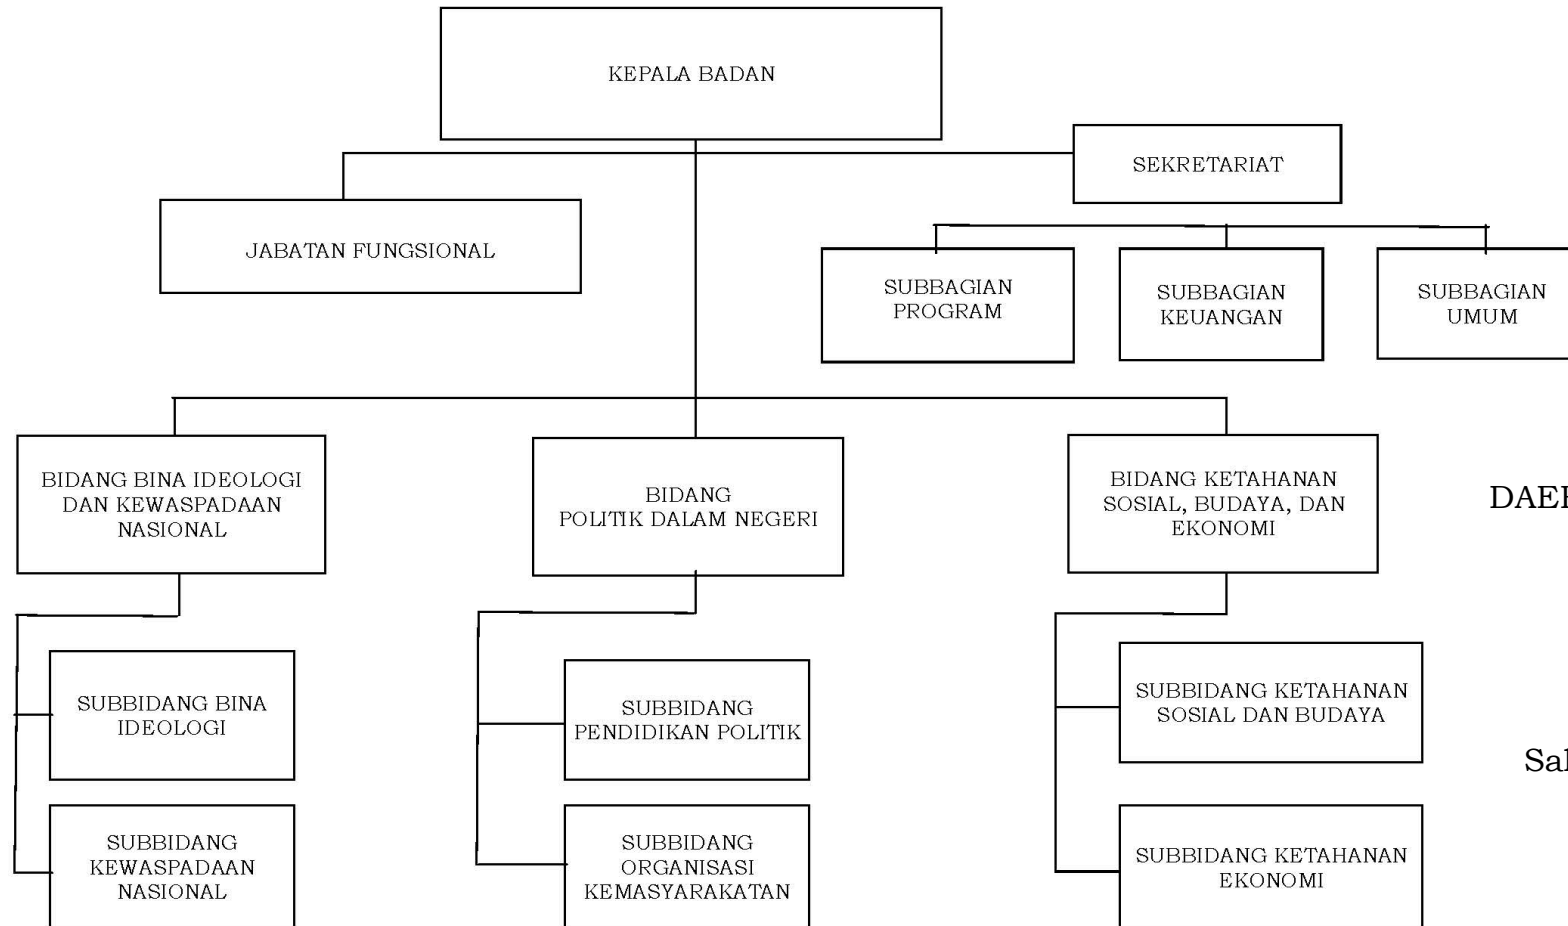 KEPALA BADAN
SEKRETARIAT
JABATAN FUNGSIONAL
SUBBAGIAN
PROGRAM
SUBBAGIAN
KEUANGAN
SUBBAGIAN
UMUM
BIDANG BINA IDEOLOGI
DAN KEWASPADAAN
NASIONAL
BIDANG
POLITIK DALAM NEGERI
BIDANG KETAHANAN
SOSIAL, BUDAYA, DAN
EKONOMI
SUBBIDANG BINA
IDEOLOGI
SUBBIDANG
PENDIDIKAN POLITIK
SUBBIDANG KETAHANAN
SOSIAL DAN BUDAYA
SUBBIDANG
KEWASPADAAN
NASIONAL
SUBBIDANG
ORGANISASI
KEMASYARAKATAN
SUBBIDANG KETAHANAN
EKONOMI